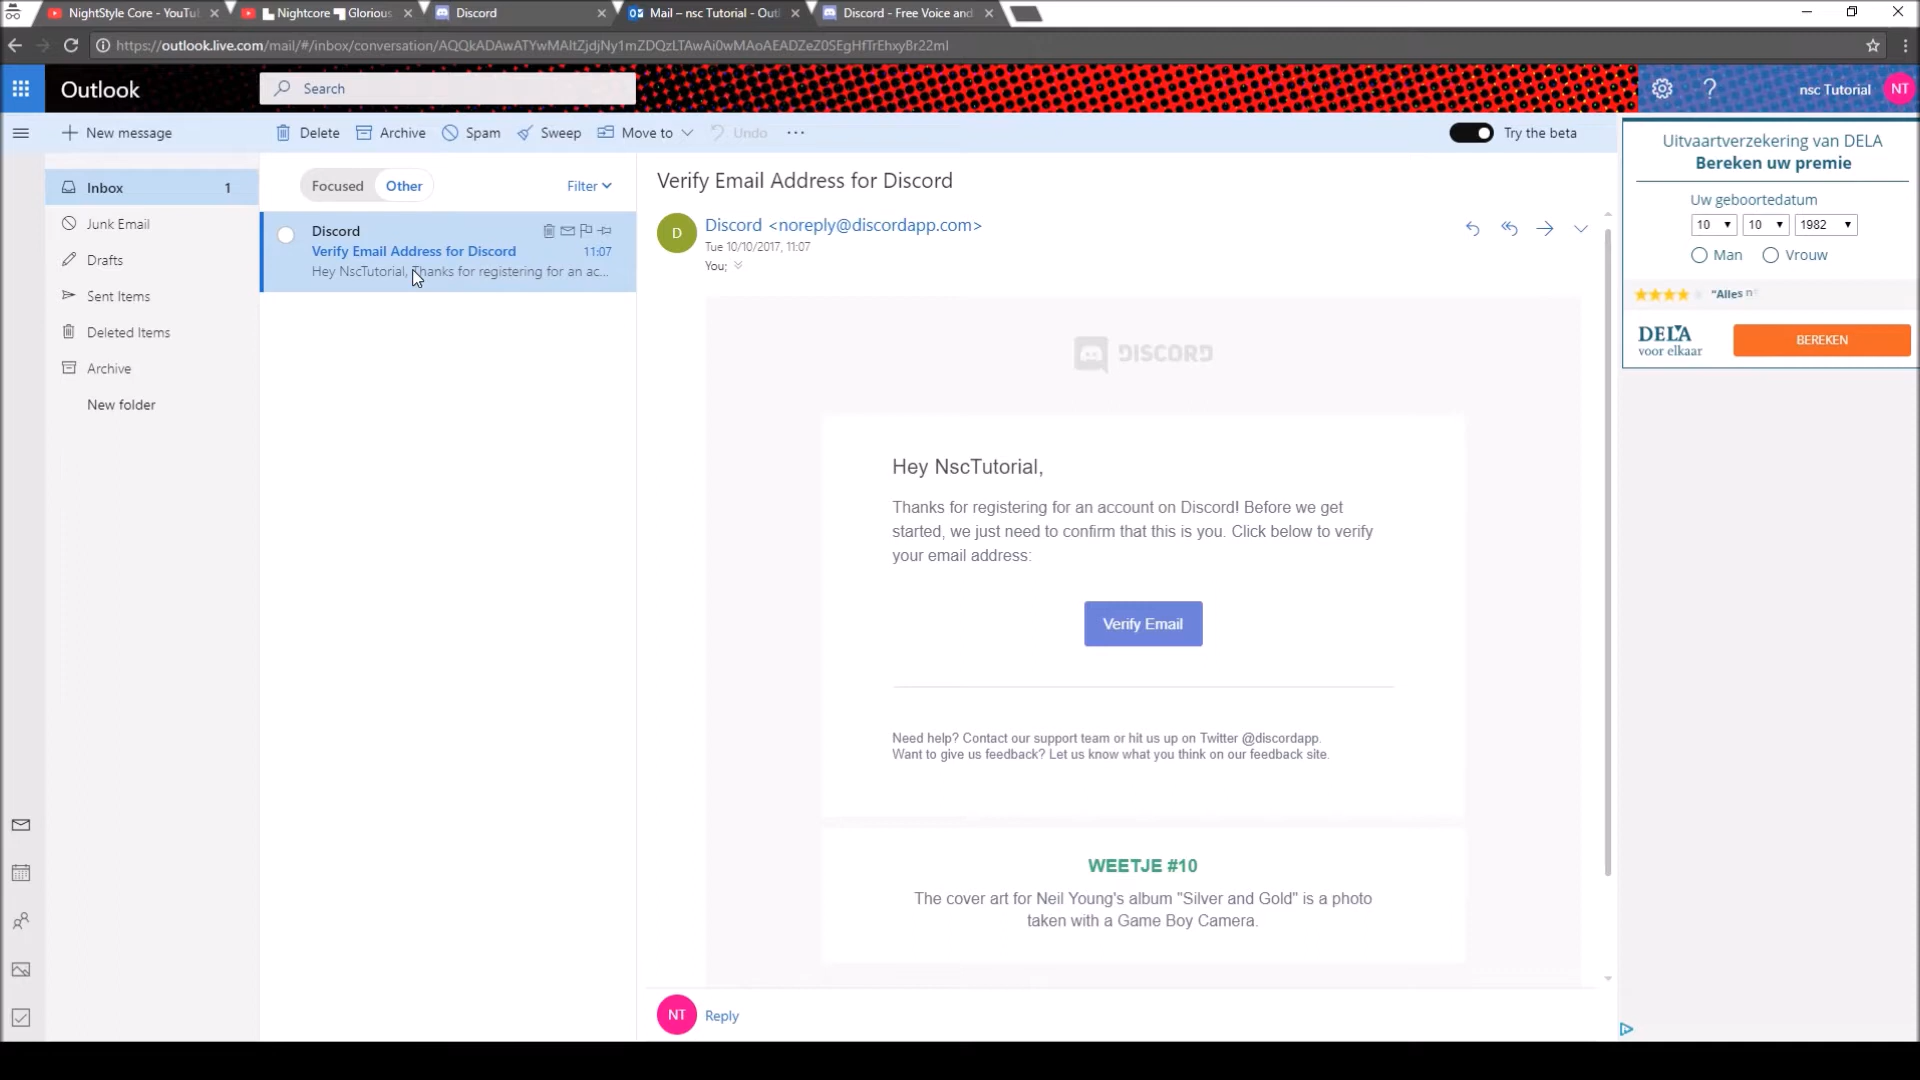 NightStyle Core - YouTu
Nightcore Glorious
Discord
Mail – nsc Tutorial - Outl
Discord - Free Voice and
https://outlook.live.com/mail/#/inbox/conversation/AQQkADAwATYwMAItZjdjNy1mZDQzLTAwAi0wMAoAEADZeZ0SEgHfTrEhxyBr22mI
Outlook
Search
nsc Tutorial
NT
New message
Delete
Archive
Spam
Sweep
Move to
Undo
Try the beta
Inbox 1
Junk Email
Drafts
Sent Items
Deleted Items
Archive
New folder
Focused
Other
Filter
Discord
Verify Email Address for Discord 11:07
Hey NscTutorial, Thanks for registering for an ac...
Verify Email Address for Discord
D
Discord <noreply@discordapp.com>
Tue 10/10/2017, 11:07
You;
DISCORD
Hey NscTutorial,
Thanks for registering for an account on Discord! Before we get
started, we just need to confirm that this is you. Click below to verify
your email address:
Verify Email
Need help? Contact our support team or hit us up on Twitter @discordapp.
Want to give us feedback? Let us know what you think on our feedback site.
WEETJE #10
The cover art for Neil Young's album "Silver and Gold" is a photo
taken with a Game Boy Camera.
NT
Reply
Uitvaartverzekering van DELA
Bereken uw premie
Uw geboortedatum
10 10 1982
Man Vrouw
"Alles n
DELA
voor elkaar
BEREKEN